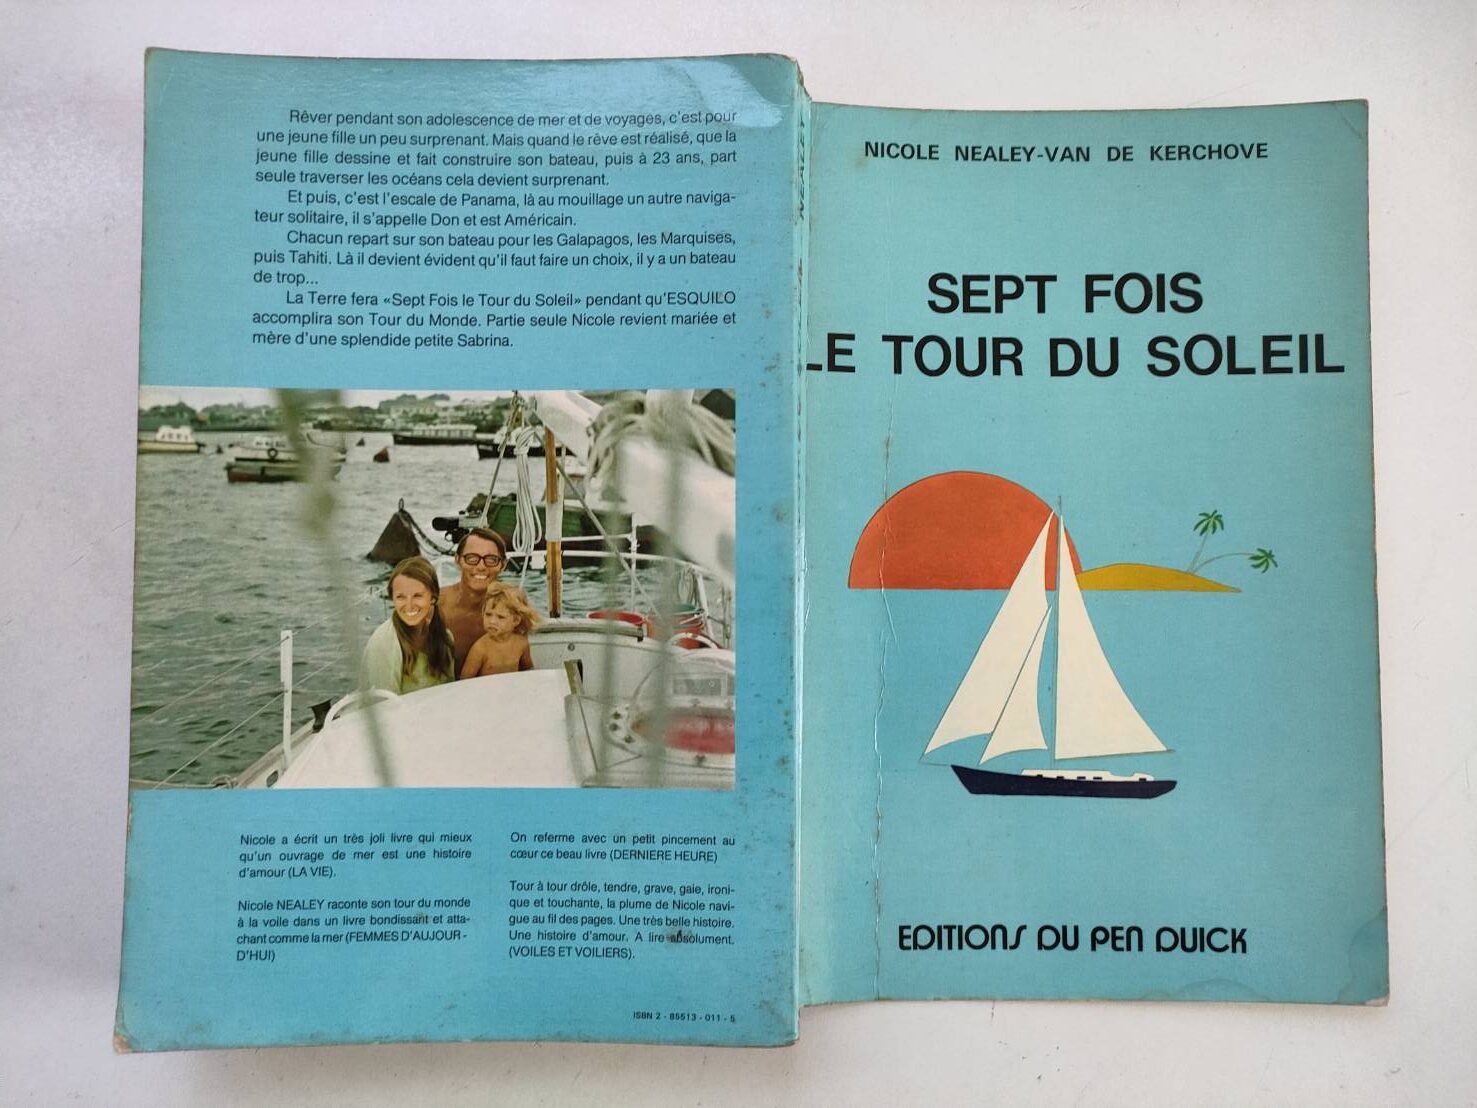 Rêver pendant son adolescence de mer et de voyages, c'est pour
une jeune fille un peu surprenant. Mais quand le rêve est réalisé, que la
jeune fille dessine et fait construire son bateau, puis à 23 ans, part
seule traverser les océans cela devient surprenant.
Et puis, c'est l'escale de Panama, là au mouillage un autre naviga-
teur solitaire, il s'appelle Don et est Américain.
Chacun repart sur son bateau pour les Galapagos, les Marquises,
puis Tahiti. Là il devient évident qu'il faut faire un choix, il y a un bateau
de trop...
La Terre fera «Sept Fois le Tour du Soleil» pendant qu'ESQUILO
accomplira son Tour du Monde. Partie seule Nicole revient mariée et
mère d'une splendide petite Sabrina.
Nicole a écrit un très joli livre qui mieux
qu'un ouvrage de mer est une histoire
d'amour (LA VIE).
Nicole NEALEY raconte son tour du monde
à la voile dans un livre bondissant et atta-
chant comme la mer (FEMMES D'AUJOUR-
D'HUI)
On referme avec un petit pincement au
cœur ce beau livre (DERNIERE HEURE)
Tour à tour drôle, tendre, grave, gaie, ironi-
que et touchante, la plume de Nicole navi-
gue au fil des pages. Une très belle histoire.
Une histoire d'amour. A lire absolument.
(VOILES ET VOILIERS).
ISBN 2 - 85513 - 011 - 5
NICOLE NEALEY-VAN DE KERCHOVE
SEPT FOIS
LE TOUR DU SOLEIL
EDITIONS DU PEN DUICK